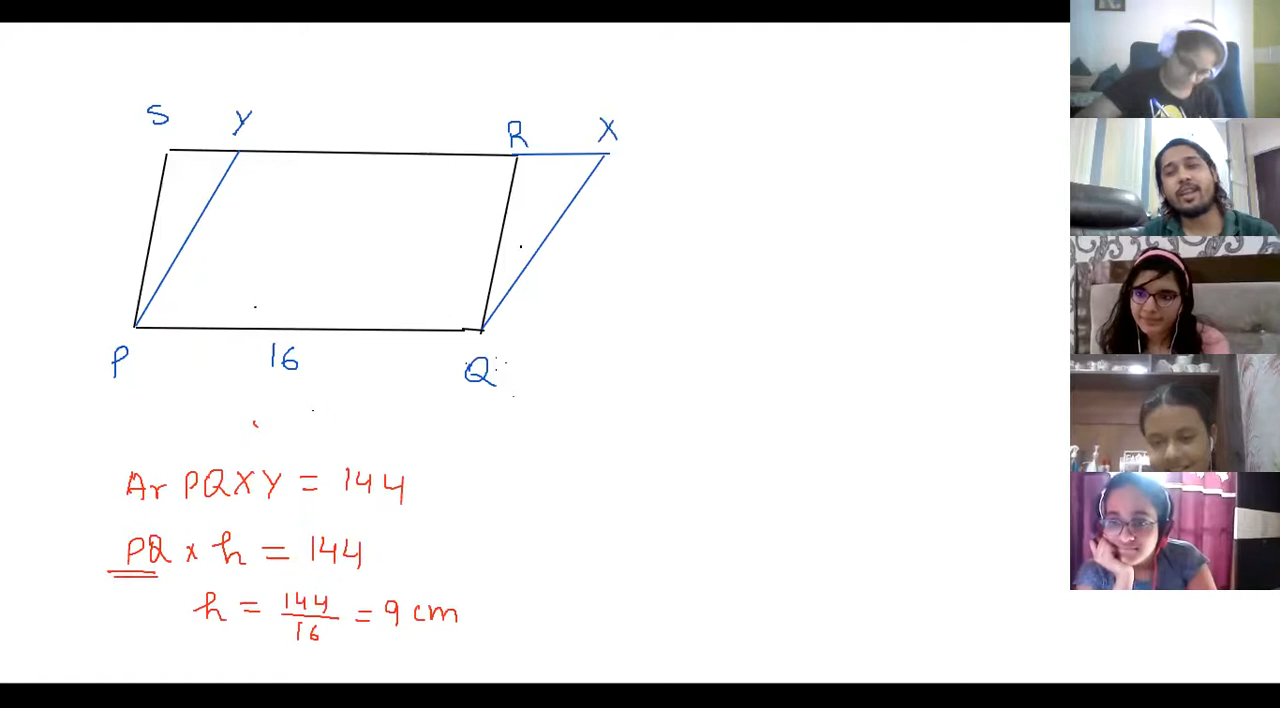 S Y R X
P 16 Q
Ar PQXY = 144
PQ × h = 144
h = 144/16 = 9 cm